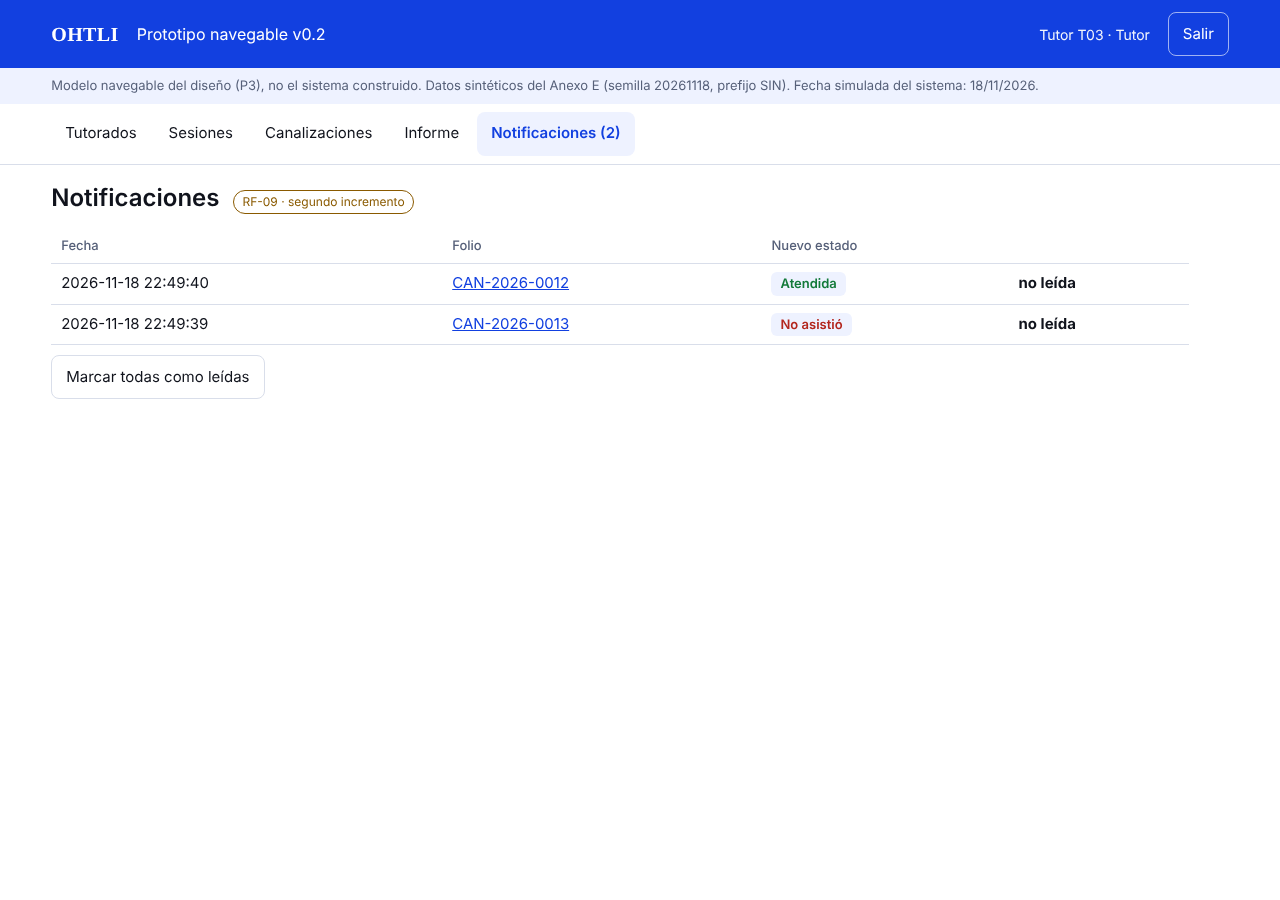 OHTLI Prototipo navegable v0.2 Tutor T03 · Tutor Salir
Modelo navegable del diseño (P3), no el sistema construido. Datos sintéticos del Anexo E (semilla 20261118, prefijo SIN). Fecha simulada del sistema: 18/11/2026.
Tutorados Sesiones Canalizaciones Informe Notificaciones (2)
Notificaciones RF-09 · segundo incremento
Fecha Folio Nuevo estado
2026-11-18 22:49:40 CAN-2026-0012 Atendida no leída
2026-11-18 22:49:39 CAN-2026-0013 No asistió no leída
Marcar todas como leídas